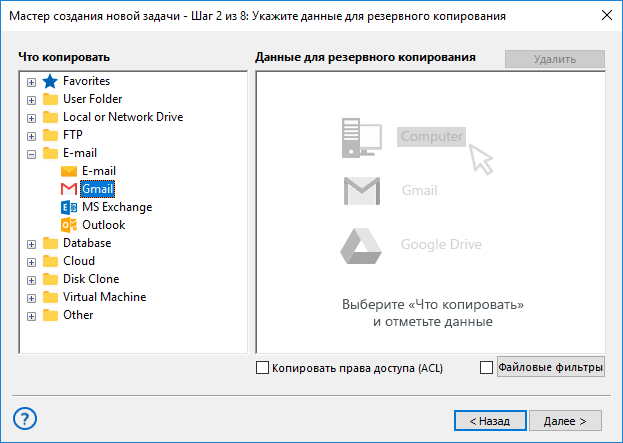 Мастер создания новой задачи - Шаг 2 из 8: Укажите данные для резервного копирования
Что копировать
Данные для резервного копирования
Удалить
Favorites
User Folder
Local or Network Drive
FTP
E-mail
E-mail
Gmail
MS Exchange
Outlook
Database
Cloud
Disk Clone
Virtual Machine
Other
Computer
Gmail
Google Drive
Выберите «Что копировать»
и отметьте данные
Копировать права доступа (ACL)
Файловые фильтры
?
< Назад
Далее >